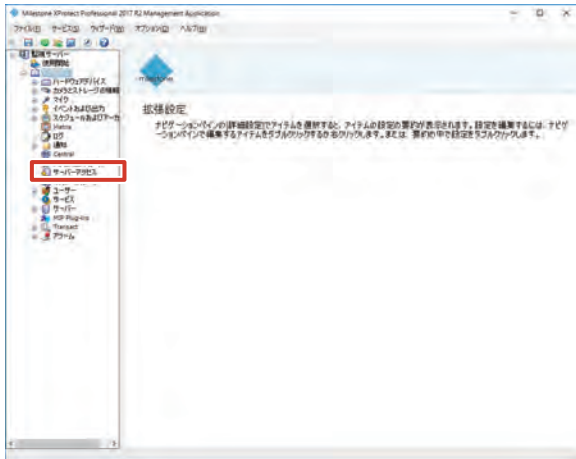 Milestone XProtect Professional 2017 R2 Management Application
ファイル(F) サービス(S) ウィザード(W) オプション(O) ヘルプ(H)
監視サーバー
使用開始
ハードウェアデバイス
カメラとストレージの情報
マイク
イベントおよび出力
スケジュールおよびアーカ
Matrix
ログ
通知
Central
サーバーアクセス
ユーザー
サービス
サーバー
MIP Plug-ins
Transact
アラーム
milestone
拡張設定
ナビゲーションペインの[詳細設定]でアイテムを選択すると、アイテムの設定の要約が表示されます。設定を編集するには、ナビゲ
ーションペインで編集するアイテムをダブルクリックするか右クリックします。または 要約の中で設定をダブルクリックします。